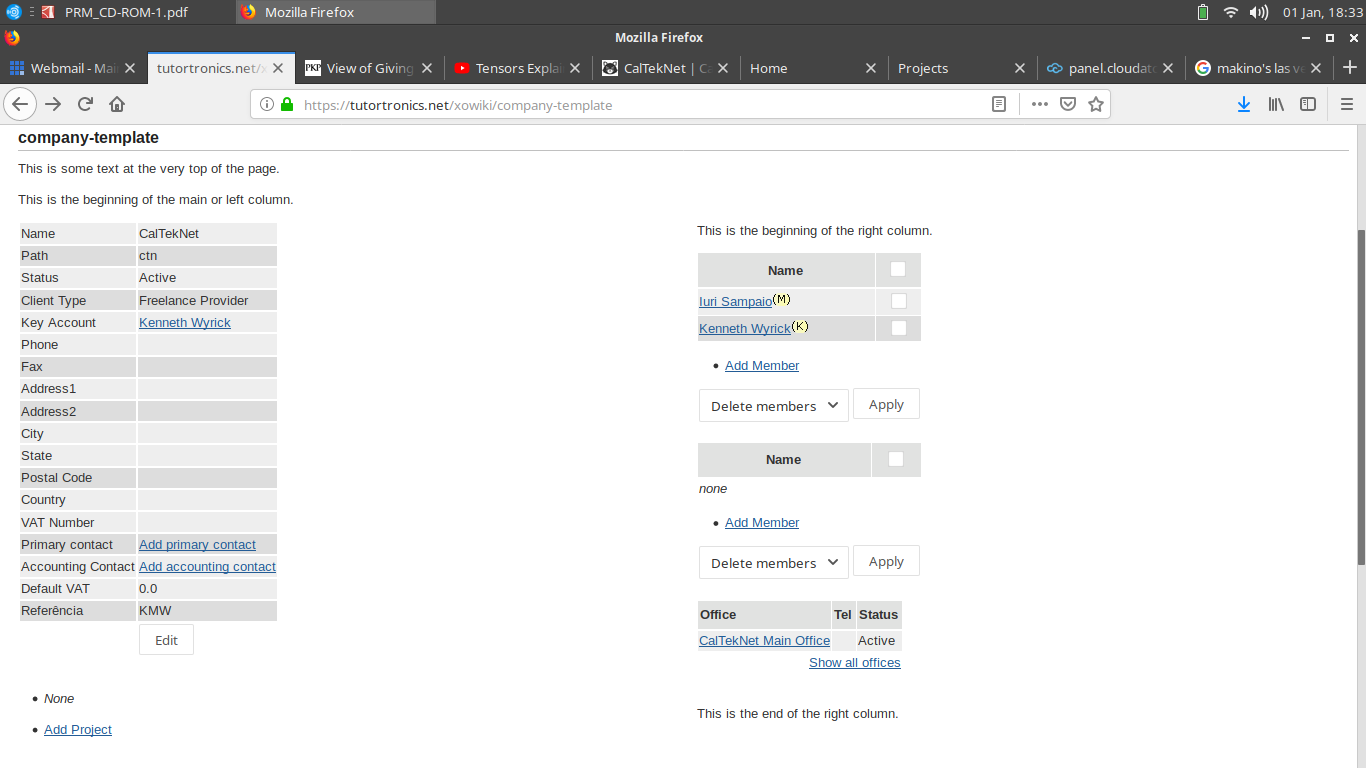 PRM_CD-ROM-1.pdf
Mozilla Firefox
01 Jan, 18:33
Mozilla Firefox
Webmail - Mai
tutortronics.net/x
PKP View of Giving
Tensors Explai
CalTekNet | Ca
Home
Projects
panel.cloudato
makino's las ve
https://tutortronics.net/xowiki/company-template
company-template
This is some text at the very top of the page.
This is the beginning of the main or left column.
Name CalTekNet
Path ctn
Status Active
Client Type Freelance Provider
Key Account Kenneth Wyrick
Phone
Fax
Address1
Address2
City
State
Postal Code
Country
VAT Number
Primary contact Add primary contact
Accounting Contact Add accounting contact
Default VAT 0.0
Referência KMW
Edit
None
Add Project
This is the beginning of the right column.
Name
Iuri Sampaio(M)
Kenneth Wyrick(K)
Add Member
Delete members Apply
Name
none
Add Member
Delete members Apply
Office Tel Status
CalTekNet Main Office Active
Show all offices
This is the end of the right column.